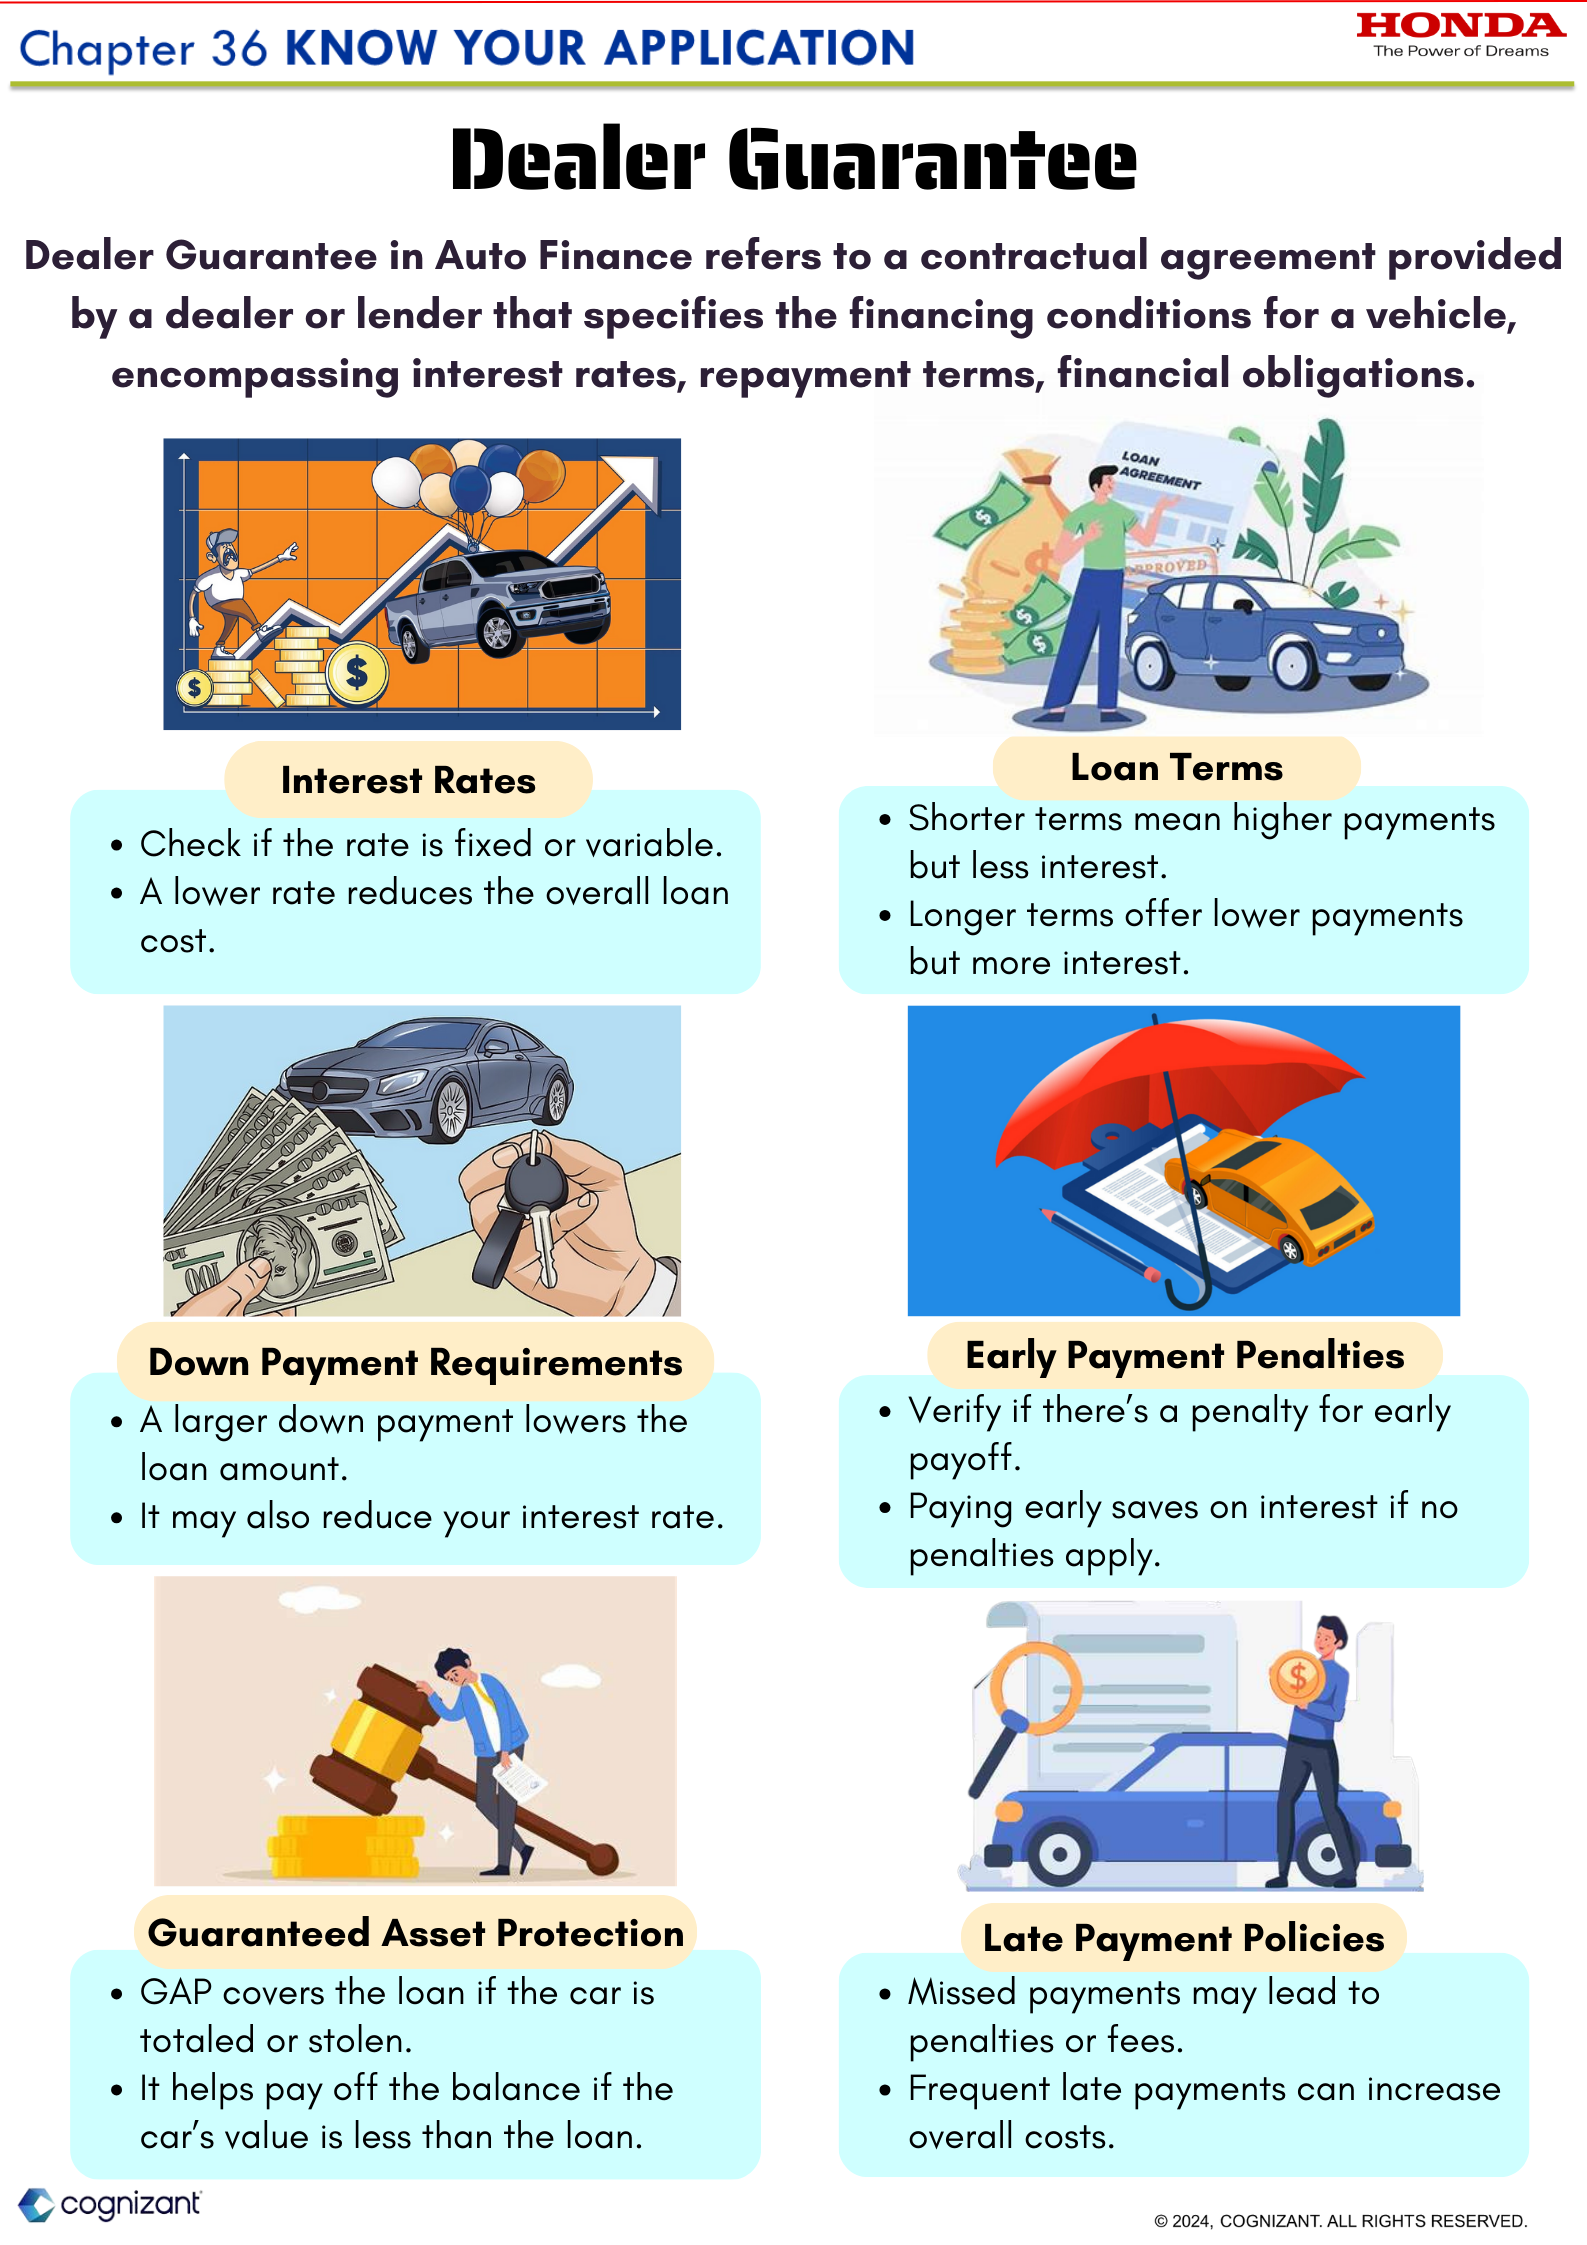 Chapter 36 KNOW YOUR APPLICATION
HONDA
The Power of Dreams
Dealer Guarantee
Dealer Guarantee in Auto Finance refers to a contractual agreement provided
by a dealer or lender that specifies the financing conditions for a vehicle,
encompassing interest rates, repayment terms, financial obligations.
$
$
LOAN
AGREEMENT
APPROVED
Interest Rates
• Check if the rate is fixed or variable.
• A lower rate reduces the overall loan
cost.
Loan Terms
• Shorter terms mean higher payments
but less interest.
• Longer terms offer lower payments
but more interest.
100
Down Payment Requirements
• A larger down payment lowers the
loan amount.
• It may also reduce your interest rate.
Early Payment Penalties
• Verify if there's a penalty for early
payoff.
• Paying early saves on interest if no
penalties apply.
$
Guaranteed Asset Protection
• GAP covers the loan if the car is
totaled or stolen.
• It helps pay off the balance if the
car's value is less than the loan.
Late Payment Policies
• Missed payments may lead to
penalties or fees.
• Frequent late payments can increase
overall costs.
cognizant
© 2024, COGNIZANT. ALL RIGHTS RESERVED.